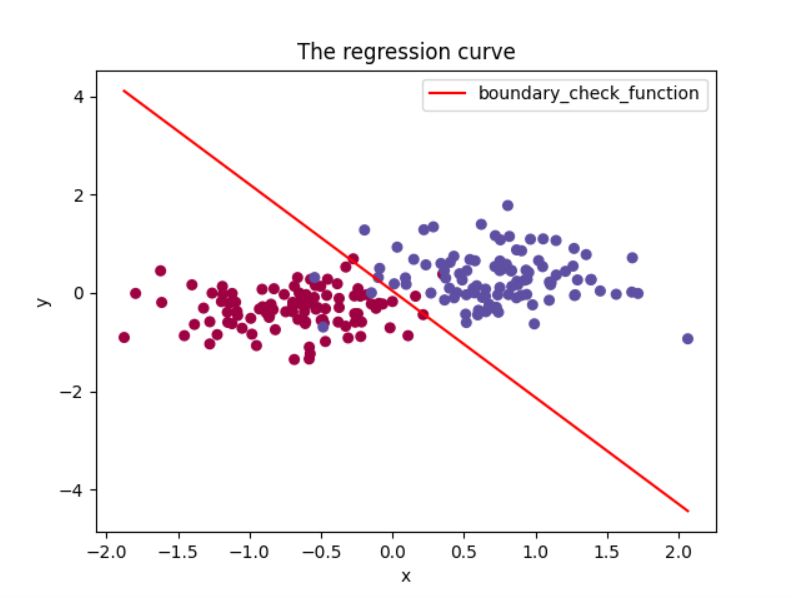 The regression curve
boundary_check_function
4
2
0
−2
−4
y
−2.0 −1.5 −1.0 −0.5 0.0 0.5 1.0 1.5 2.0
x